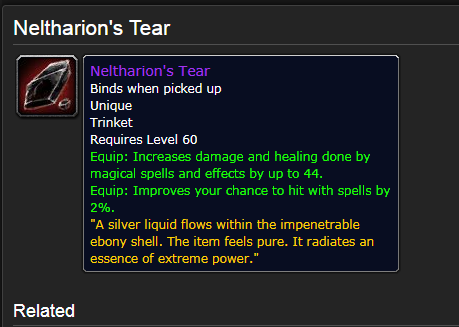 Neltharion's Tear
Neltharion's Tear
Binds when picked up
Unique
Trinket
Requires Level 60
Equip: Increases damage and healing done by
magical spells and effects by up to 44.
Equip: Improves your chance to hit with spells by
2%.
"A silver liquid flows within the impenetrable
ebony shell. The item feels pure. It radiates an
essence of extreme power."
Related